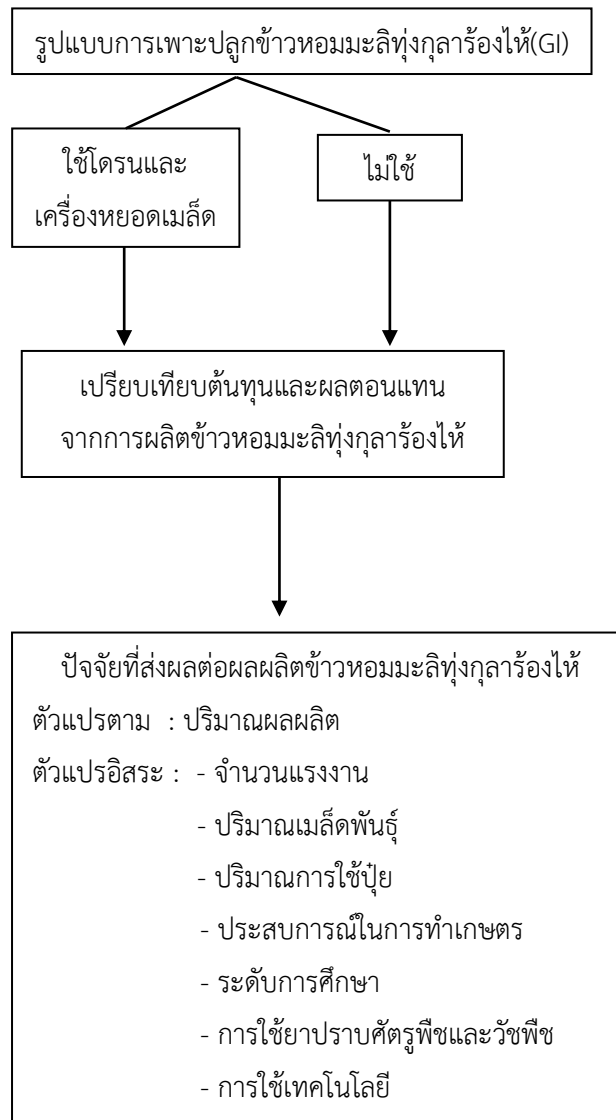 รูปแบบการเพาะปลูกข้าวหอมมะลิทุ่งกุลาร้องไห้(GI)
ใช้โดรนและ
เครื่องหยอดเมล็ด
ไม่ใช้
เปรียบเทียบต้นทุนและผลตอบแทน
จากการผลิตข้าวหอมมะลิทุ่งกุลาร้องไห้
ปัจจัยที่ส่งผลต่อผลผลิตข้าวหอมมะลิทุ่งกุลาร้องไห้
ตัวแปรตาม : ปริมาณผลผลิต
ตัวแปรอิสระ : - จำนวนแรงงาน
- ปริมาณเมล็ดพันธุ์
- ปริมาณการใช้ปุ๋ย
- ประสบการณ์ในการทำเกษตร
- ระดับการศึกษา
- การใช้ยาปราบศัตรูพืชและวัชพืช
- การใช้เทคโนโลยี